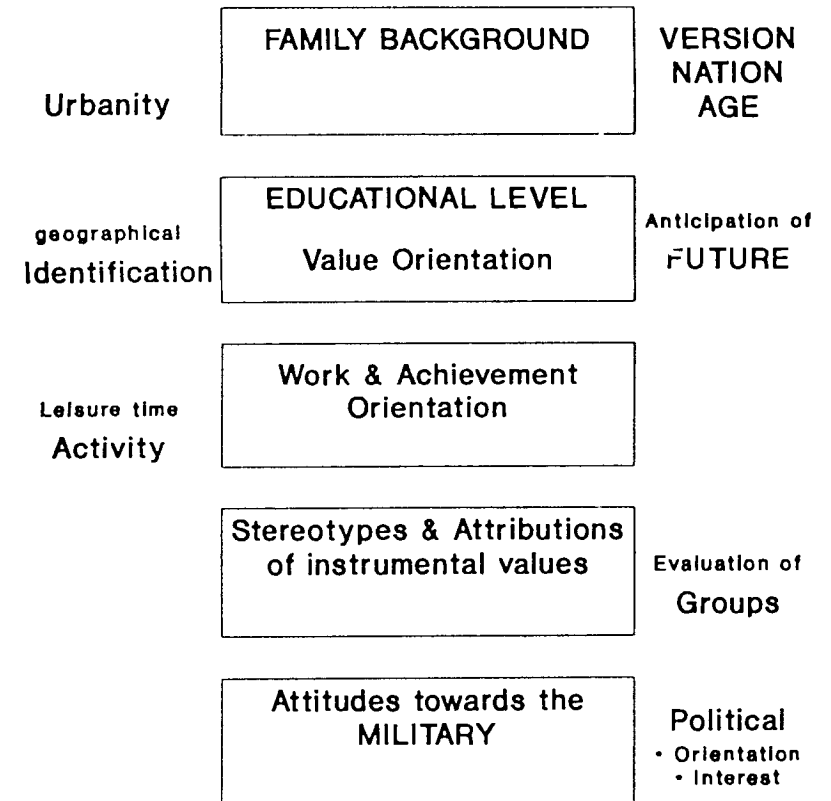 FAMILY BACKGROUND
VERSION
NATION
AGE
Urbanity
EDUCATIONAL LEVEL
Value Orientation
geographical
Identification
Anticipation of
FUTURE
Work & Achievement
Orientation
Leisure time
Activity
Stereotypes & Attributions
of instrumental values
Evaluation of
Groups
Attitudes towards the
MILITARY
Political
• Orientation
• Interest